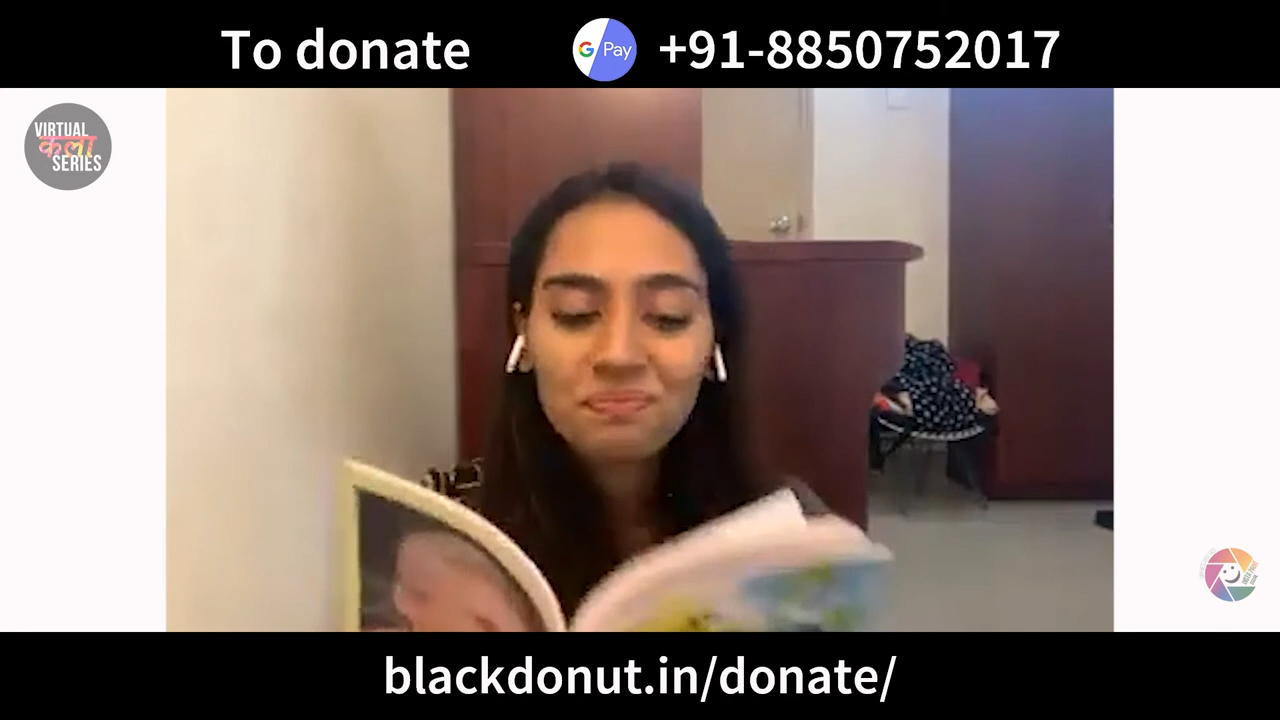 To donate
G Pay +91-8850752017
VIRTUAL
कला
SERIES
blackdonut.in/donate/